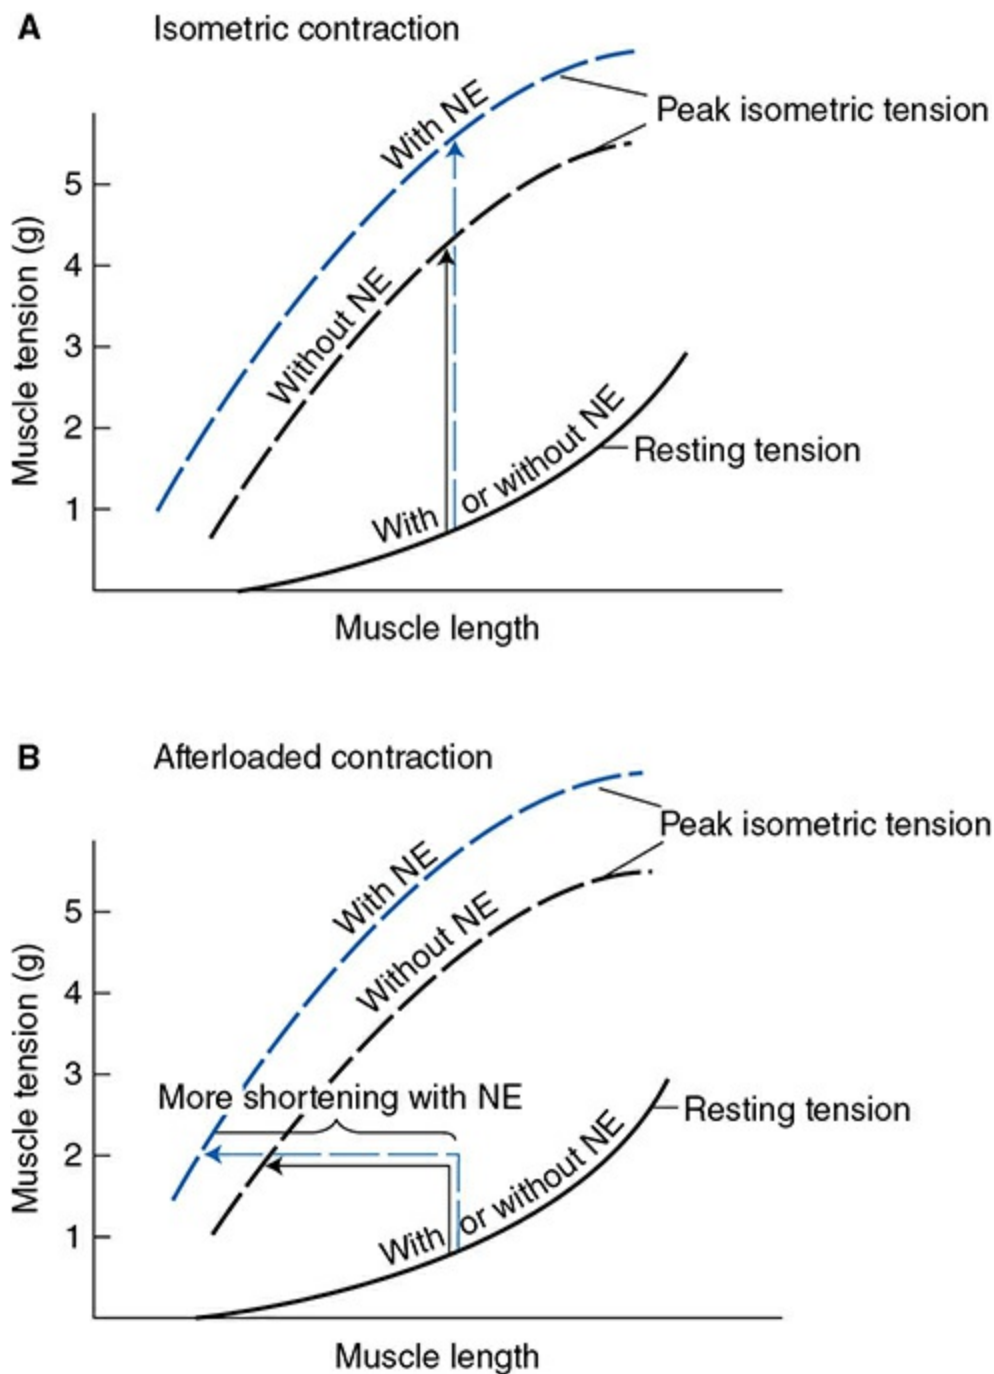 A
Isometric contraction
With NE
Peak isometric tension
Without NE
Muscle tension (g)
5
4
3
2
1
With or without NE
Resting tension
Muscle length
B
Afterloaded contraction
With NE
Peak isometric tension
Without NE
Muscle tension (g)
5
4
3
2
1
More shortening with NE
With or without NE
Resting tension
Muscle length